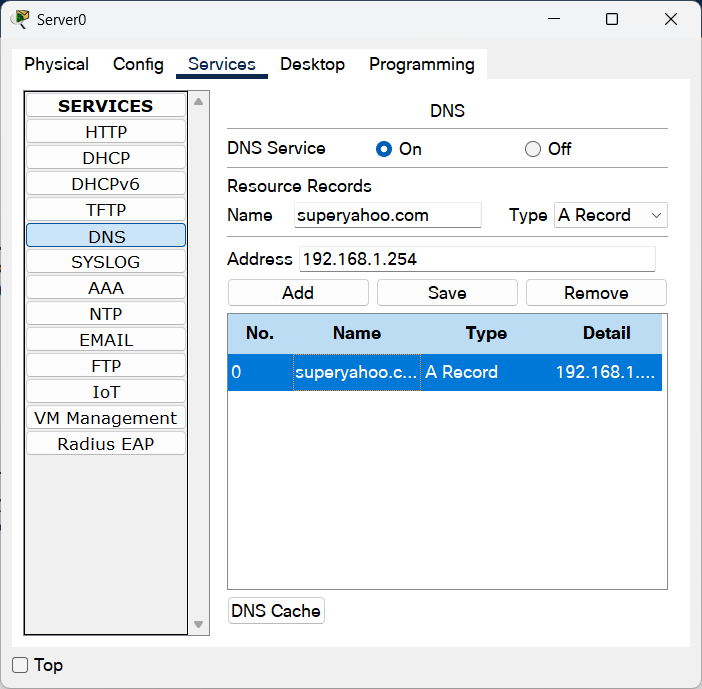 Server0
Physical Config Services Desktop Programming
SERVICES
HTTP
DHCP
DHCPv6
TFTP
DNS
SYSLOG
AAA
NTP
EMAIL
FTP
IoT
VM Management
Radius EAP
DNS
DNS Service On Off
Resource Records
Name superyahoo.com Type A Record
Address 192.168.1.254
Add Save Remove
No. Name Type Detail
0 superyahoo.c... A Record 192.168.1....
DNS Cache
Top